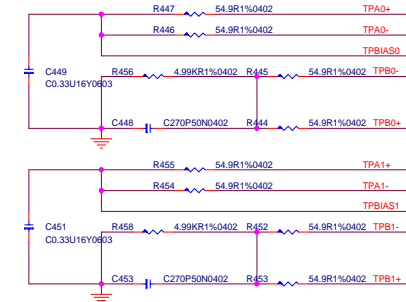 R447 54.9R1%0402 TPA0+
R446 54.9R1%0402 TPA0-
TPBIAS0
C449 R456 4.99KR1%0402 R445 54.9R1%0402 TPB0-
C0.33U16Y0603
C448 C270P50N0402 R444 54.9R1%0402 TPB0+
R455 54.9R1%0402 TPA1+
R454 54.9R1%0402 TPA1-
TPBIAS1
C451 R458 4.99KR1%0402 R452 54.9R1%0402 TPB1-
C0.33U16Y0603
C453 C270P50N0402 R453 54.9R1%0402 TPB1+